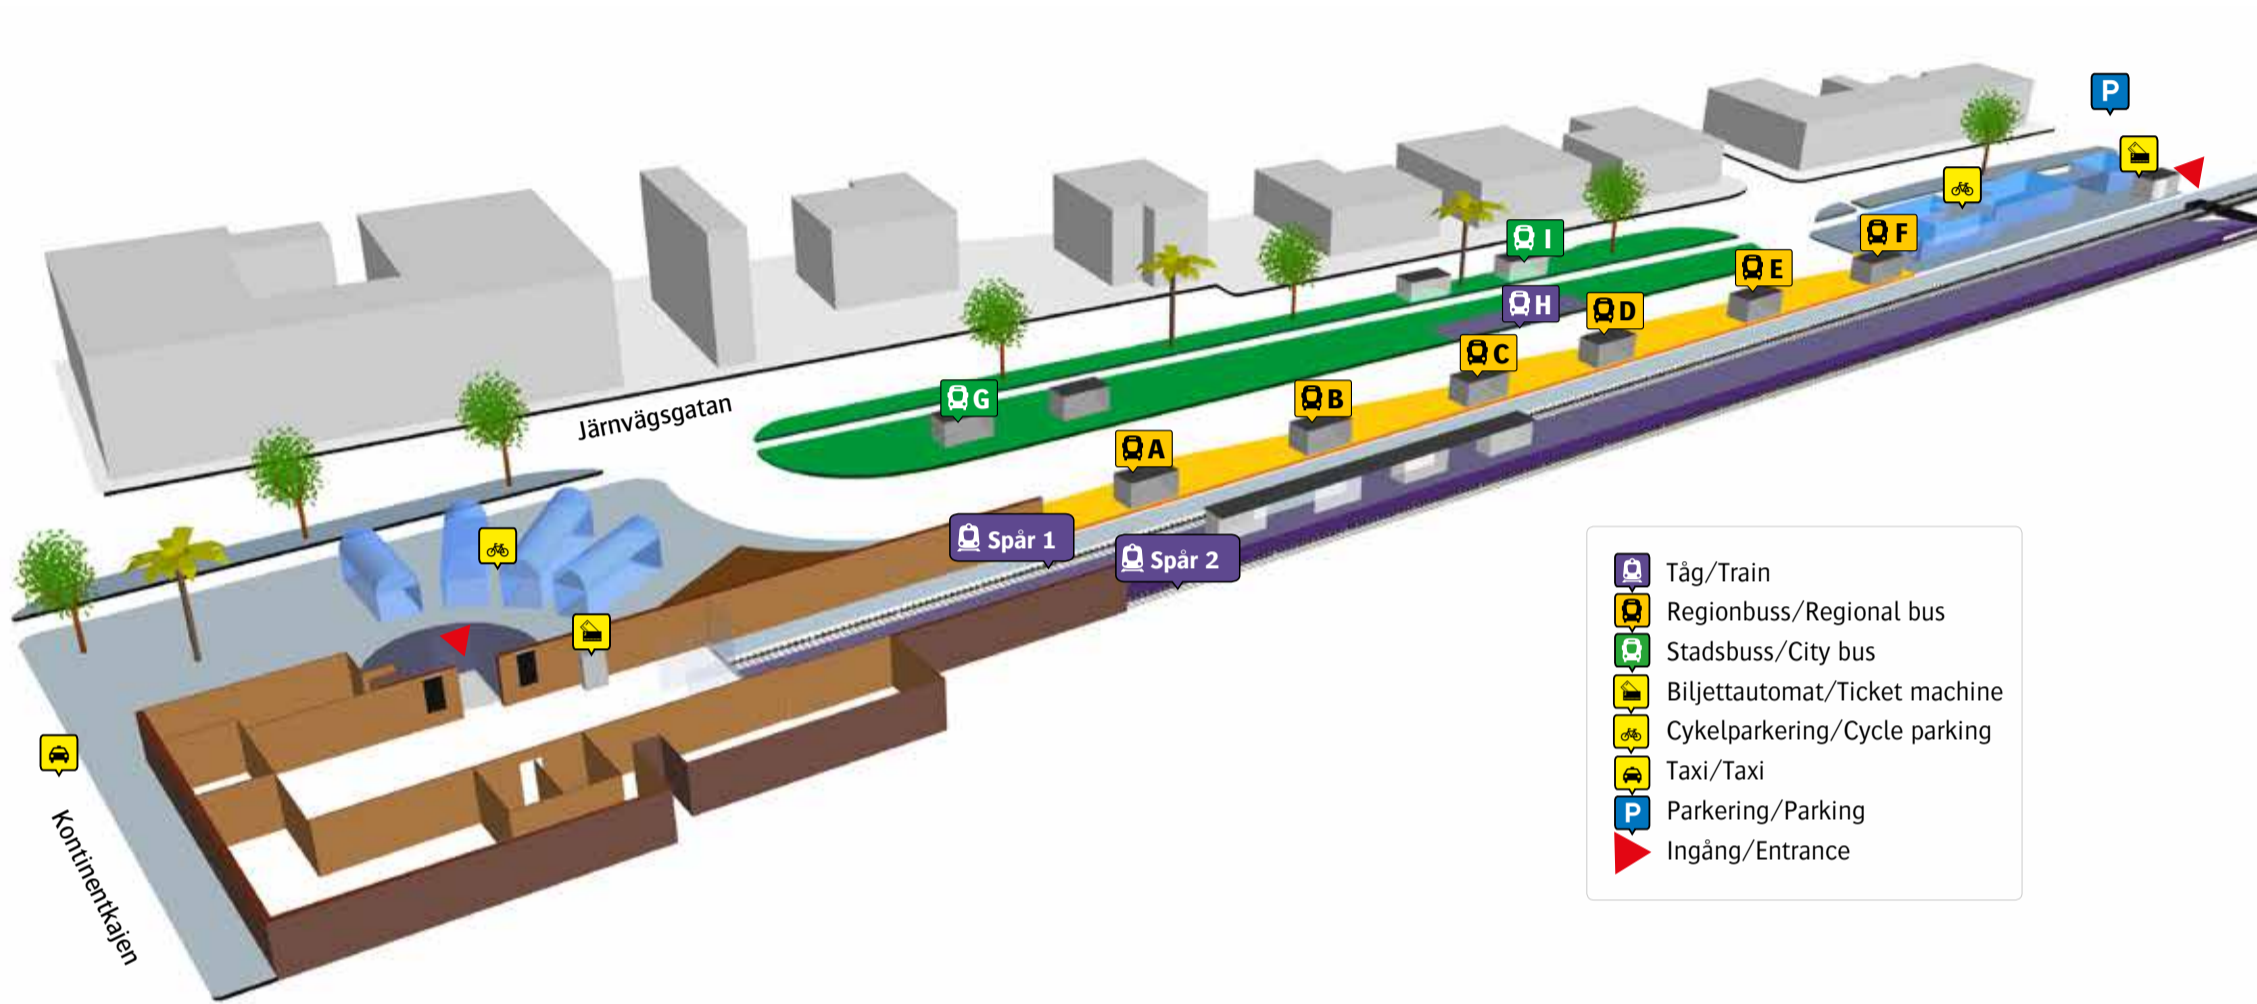 P
I
F
E
H
D
C
G
B
Järnvägsgatan
A
Spår 1
Spår 2
Kontinentkajen
Tåg/Train
Regionbuss/Regional bus
Stadsbuss/City bus
Biljettautomat/Ticket machine
Cykelparkering/Cycle parking
Taxi/Taxi
P Parkering/Parking
Ingång/Entrance